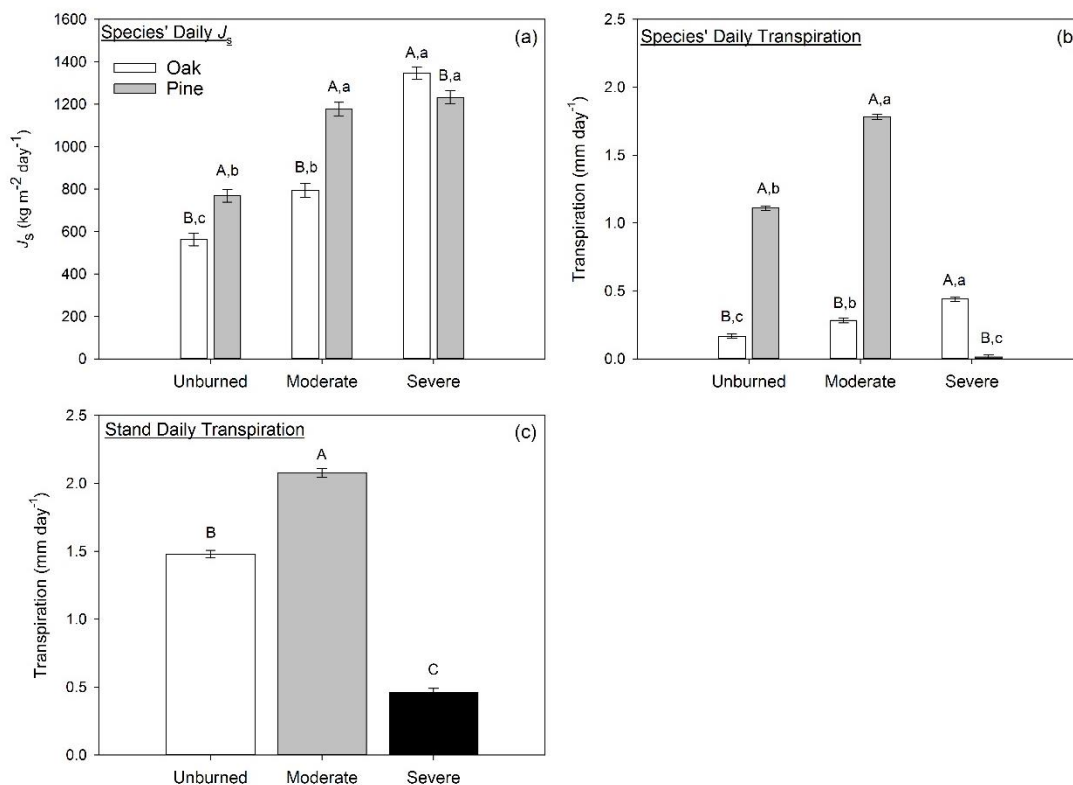 Species' Daily Js
(a)
Oak
Pine
Js (kg m-2 day-1)
1600
1400
1200
1000
800
600
400
200
0
B,c
A,b
B,b
A,a
A,a
B,a
Unburned
Moderate
Severe
Species' Daily Transpiration
(b)
Transpiration (mm day-1)
2.5
2.0
1.5
1.0
0.5
0.0
B,c
A,b
B,b
A,a
A,a
B,c
Unburned
Moderate
Severe
Stand Daily Transpiration
(c)
Transpiration (mm day-1)
2.5
2.0
1.5
1.0
0.5
0.0
B
A
C
Unburned
Moderate
Severe